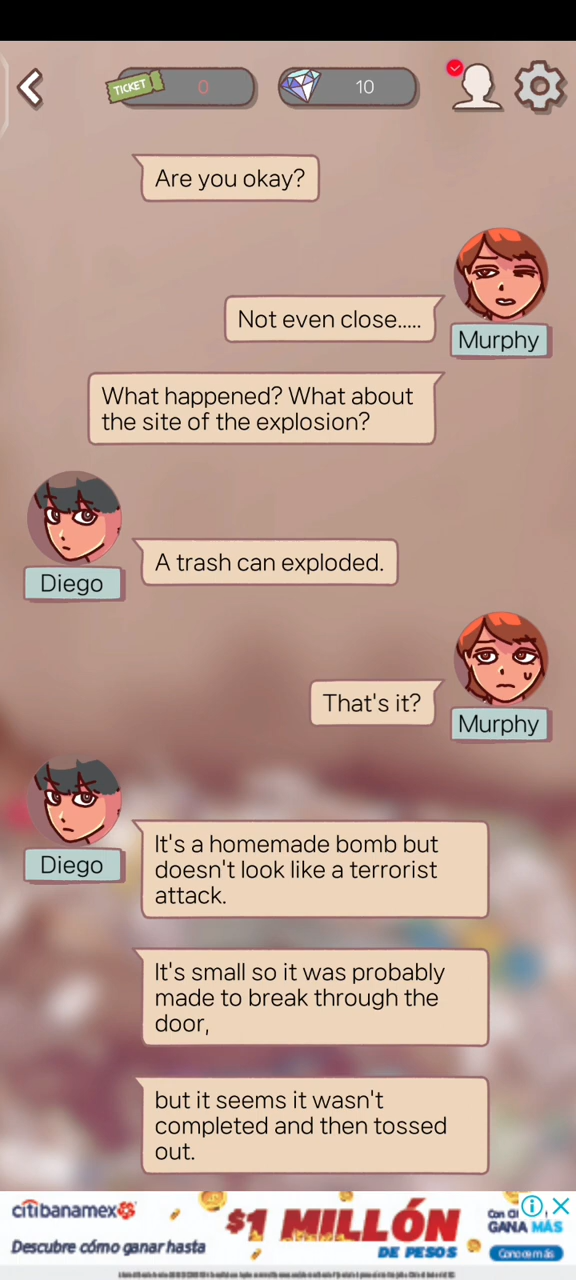 TICKET 0 10
Are you okay?
Not even close.....
Murphy
What happened? What about
the site of the explosion?
A trash can exploded.
Diego
That's it?
Murphy
It's a homemade bomb but
doesn't look like a terrorist
attack.
Diego
It's small so it was probably
made to break through the
door,
but it seems it wasn't
completed and then tossed
out.
citibanamex
Descubre cómo ganar hasta
$1 MILLÓN
DE PESOS
GANA MÁS
Conoce más